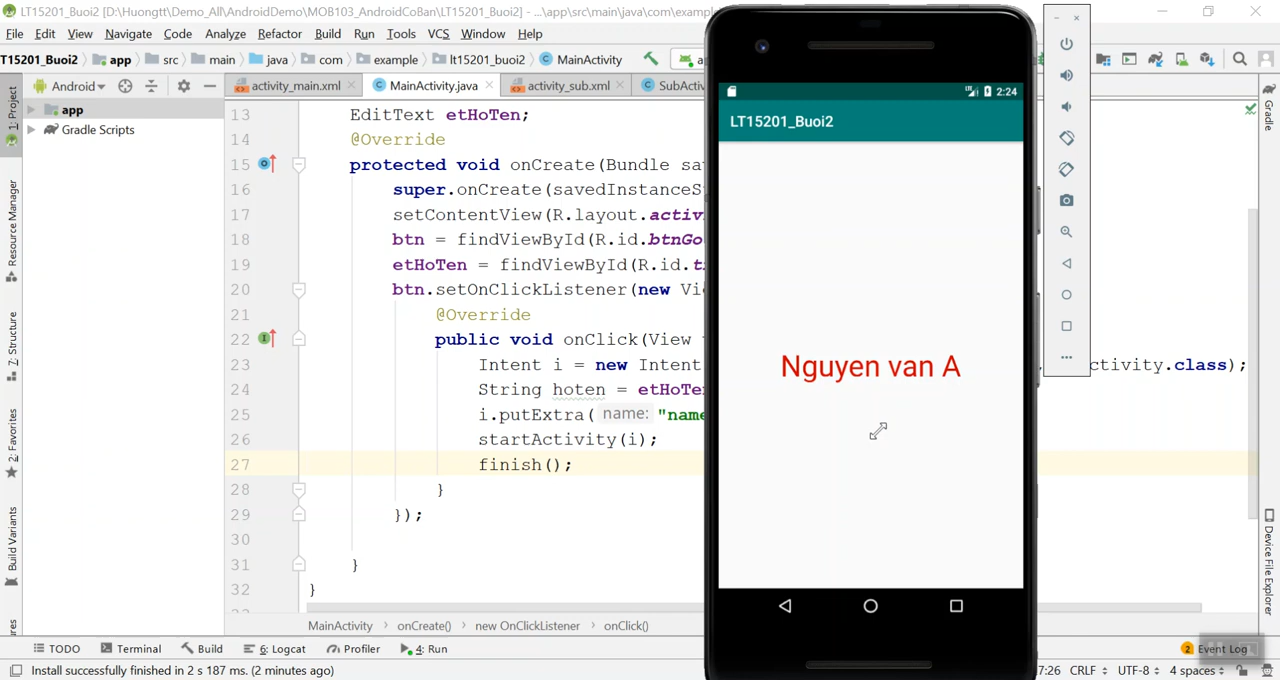 LT15201_Buoi2 [D:\Huongtt\Demo_All\AndroidDemo\MOB103_AndroidCoBan\LT15201_Buoi2] - ...\app\src\main\java\com\example
File Edit View Navigate Code Analyze Refactor Build Run Tools VCS Window Help
T15201_Buoi2 app src main java com example lt15201_buoi2 MainActivity
Android activity_main.xml MainActivity.java activity_sub.xml SubActiv
1: Project
Resource Manager
Z: Structure
2: Favorites
Build Variants
app
Gradle Scripts
13 EditText etHoTen;
14 @Override
15 protected void onCreate(Bundle sa
16 super.onCreate(savedInstanceS
17 setContentView(R.layout.activ
18 btn = findViewById(R.id.btnGo
19 etHoTen = findViewById(R.id.t
20 btn.setOnClickListener(new Vi
21 @Override
22 public void onClick(View
23 Intent i = new Intent ctivity.class);
24 String hoten = etHoTen
25 i.putExtra( name: "name
26 startActivity(i);
27 finish();
28 }
29 });
30
31 }
32 }
2:24
LT15201_Buoi2
Nguyen van A
Gradle
Device File Explorer
MainActivity onCreate() new OnClickListener onClick()
TODO Terminal Build 6: Logcat Profiler 4: Run 2 Event Log
Install successfully finished in 2 s 187 ms. (2 minutes ago) 7:26 CRLF UTF-8 4 spaces